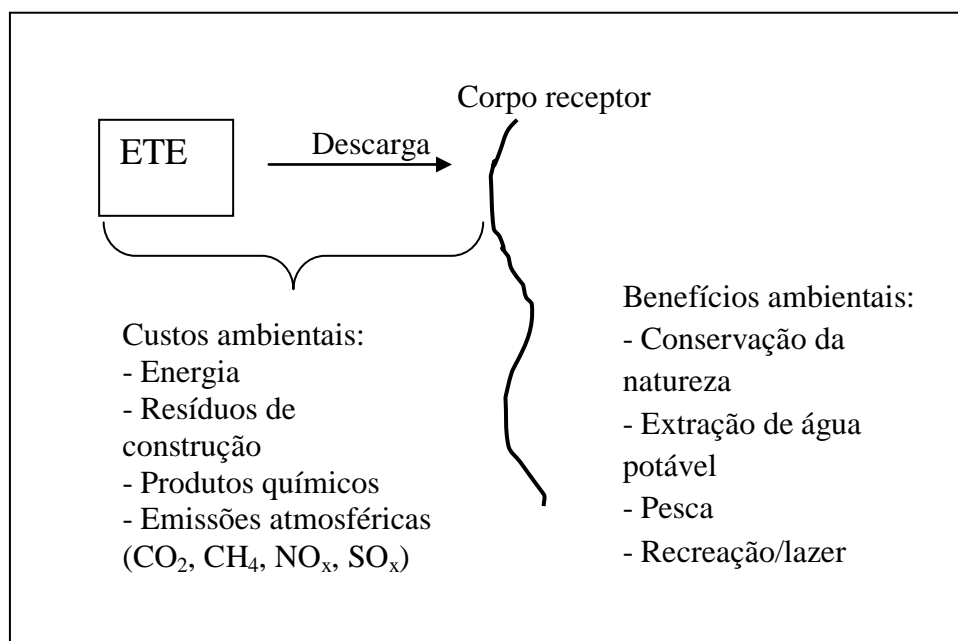 Corpo receptor
ETE
Descarga
Custos ambientais:
- Energia
- Resíduos de
construção
- Produtos químicos
- Emissões atmosféricas
(CO₂, CH₄, NOₓ, SOₓ)
Benefícios ambientais:
- Conservação da
natureza
- Extração de água
potável
- Pesca
- Recreação/lazer